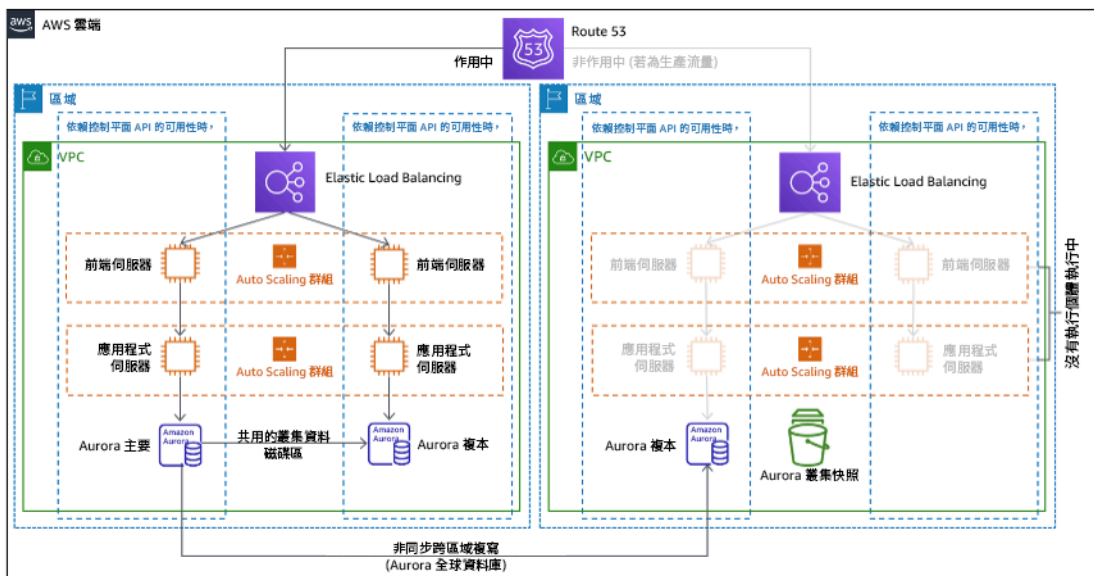 aws
AWS 雲端
Route 53
53
作用中
非作用中 (若為生產流量)
區域
依賴控制平面 API 的可用性時，
依賴控制平面 API 的可用性時，
VPC
Elastic Load Balancing
前端伺服器
Auto Scaling 群組
前端伺服器
應用程式
伺服器
Auto Scaling 群組
應用程式
伺服器
Aurora 主要
Amazon
Aurora
共用的叢集資料
磁碟區
Amazon
Aurora
Aurora 複本
區域
依賴控制平面 API 的可用性時，
依賴控制平面 API 的可用性時，
VPC
Elastic Load Balancing
前端伺服器
Auto Scaling 群組
前端伺服器
應用程式
伺服器
Auto Scaling 群組
應用程式
伺服器
沒有執行個體執行中
Aurora 複本
Amazon
Aurora
Aurora 叢集快照
非同步跨區域複寫
(Aurora 全球資料庫)